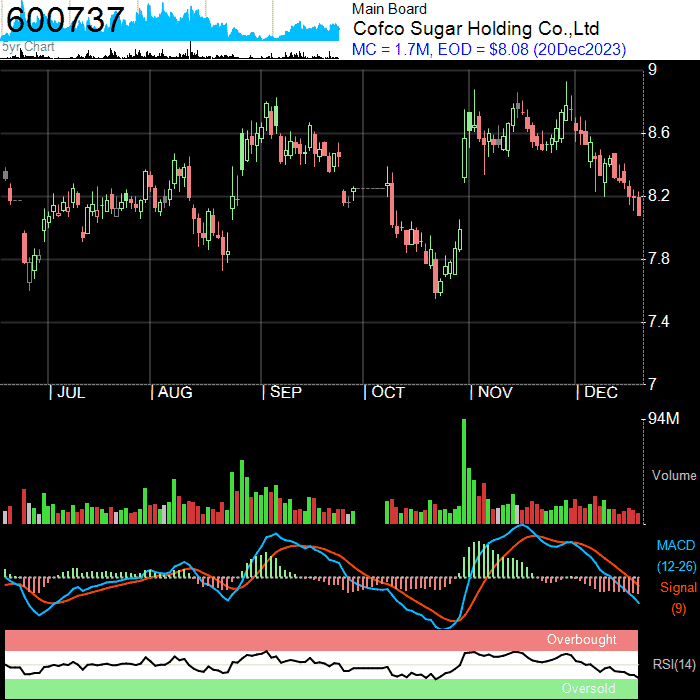 600737
Main Board
Cofco Sugar Holding Co.,Ltd
MC = 1.7M, EOD = $8.08 (20Dec2023)
5yr Chart
9
8.6
8.2
7.8
7.4
7
| JUL | AUG | SEP | OCT | NOV | DEC
94M
Volume
MACD
(12-26)
Signal
(9)
Overbought
RSI(14)
Oversold